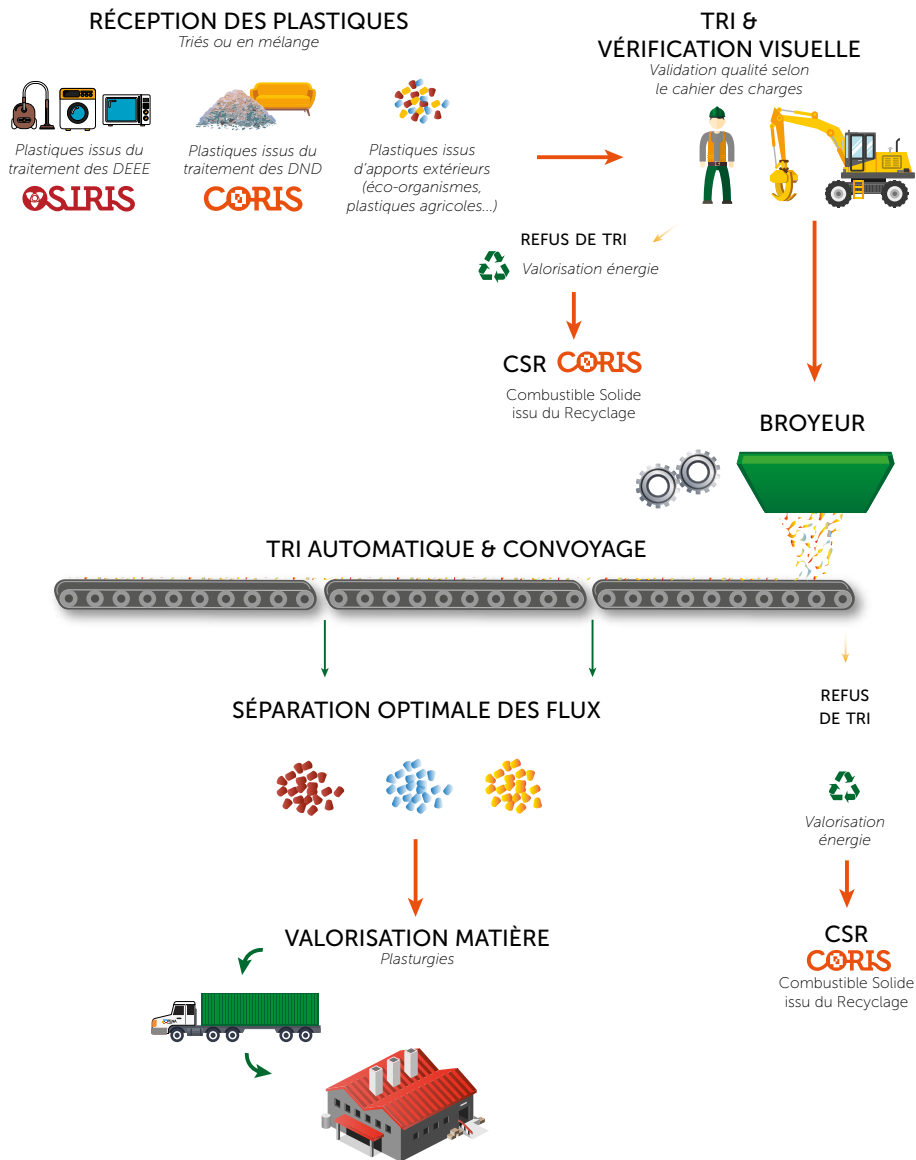 RÉCEPTION DES PLASTIQUES
Triés ou en mélange
Plastiques issus du
traitement des DEEE
OSIRIS
Plastiques issus du
traitement des DND
CORIS
Plastiques issus
d'apports extérieurs
(éco-organismes,
plastiques agricoles...)
TRI &
VÉRIFICATION VISUELLE
Validation qualité selon
le cahier des charges
REFUS DE TRI
Valorisation énergie
CSR CORIS
Combustible Solide
issu du Recyclage
BROYEUR
TRI AUTOMATIQUE & CONVOYAGE
SÉPARATION OPTIMALE DES FLUX
REFUS
DE TRI
Valorisation
énergie
CSR
CORIS
Combustible Solide
issu du Recyclage
VALORISATION MATIÈRE
Plasturgies